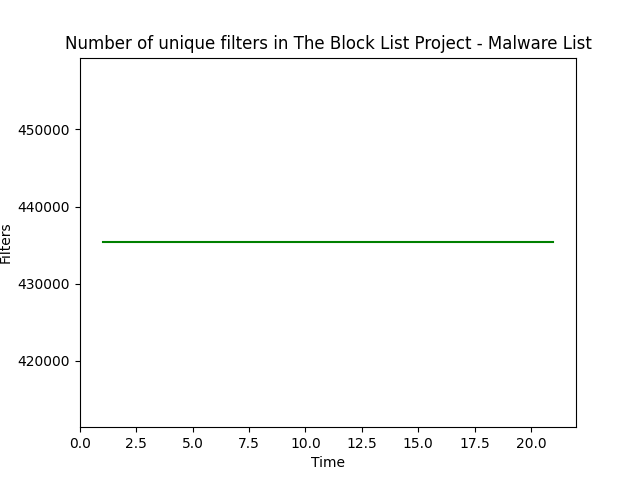 Number of unique filters in The Block List Project - Malware List
450000
440000
430000
420000
Filters
0.0 2.5 5.0 7.5 10.0 12.5 15.0 17.5 20.0
Time